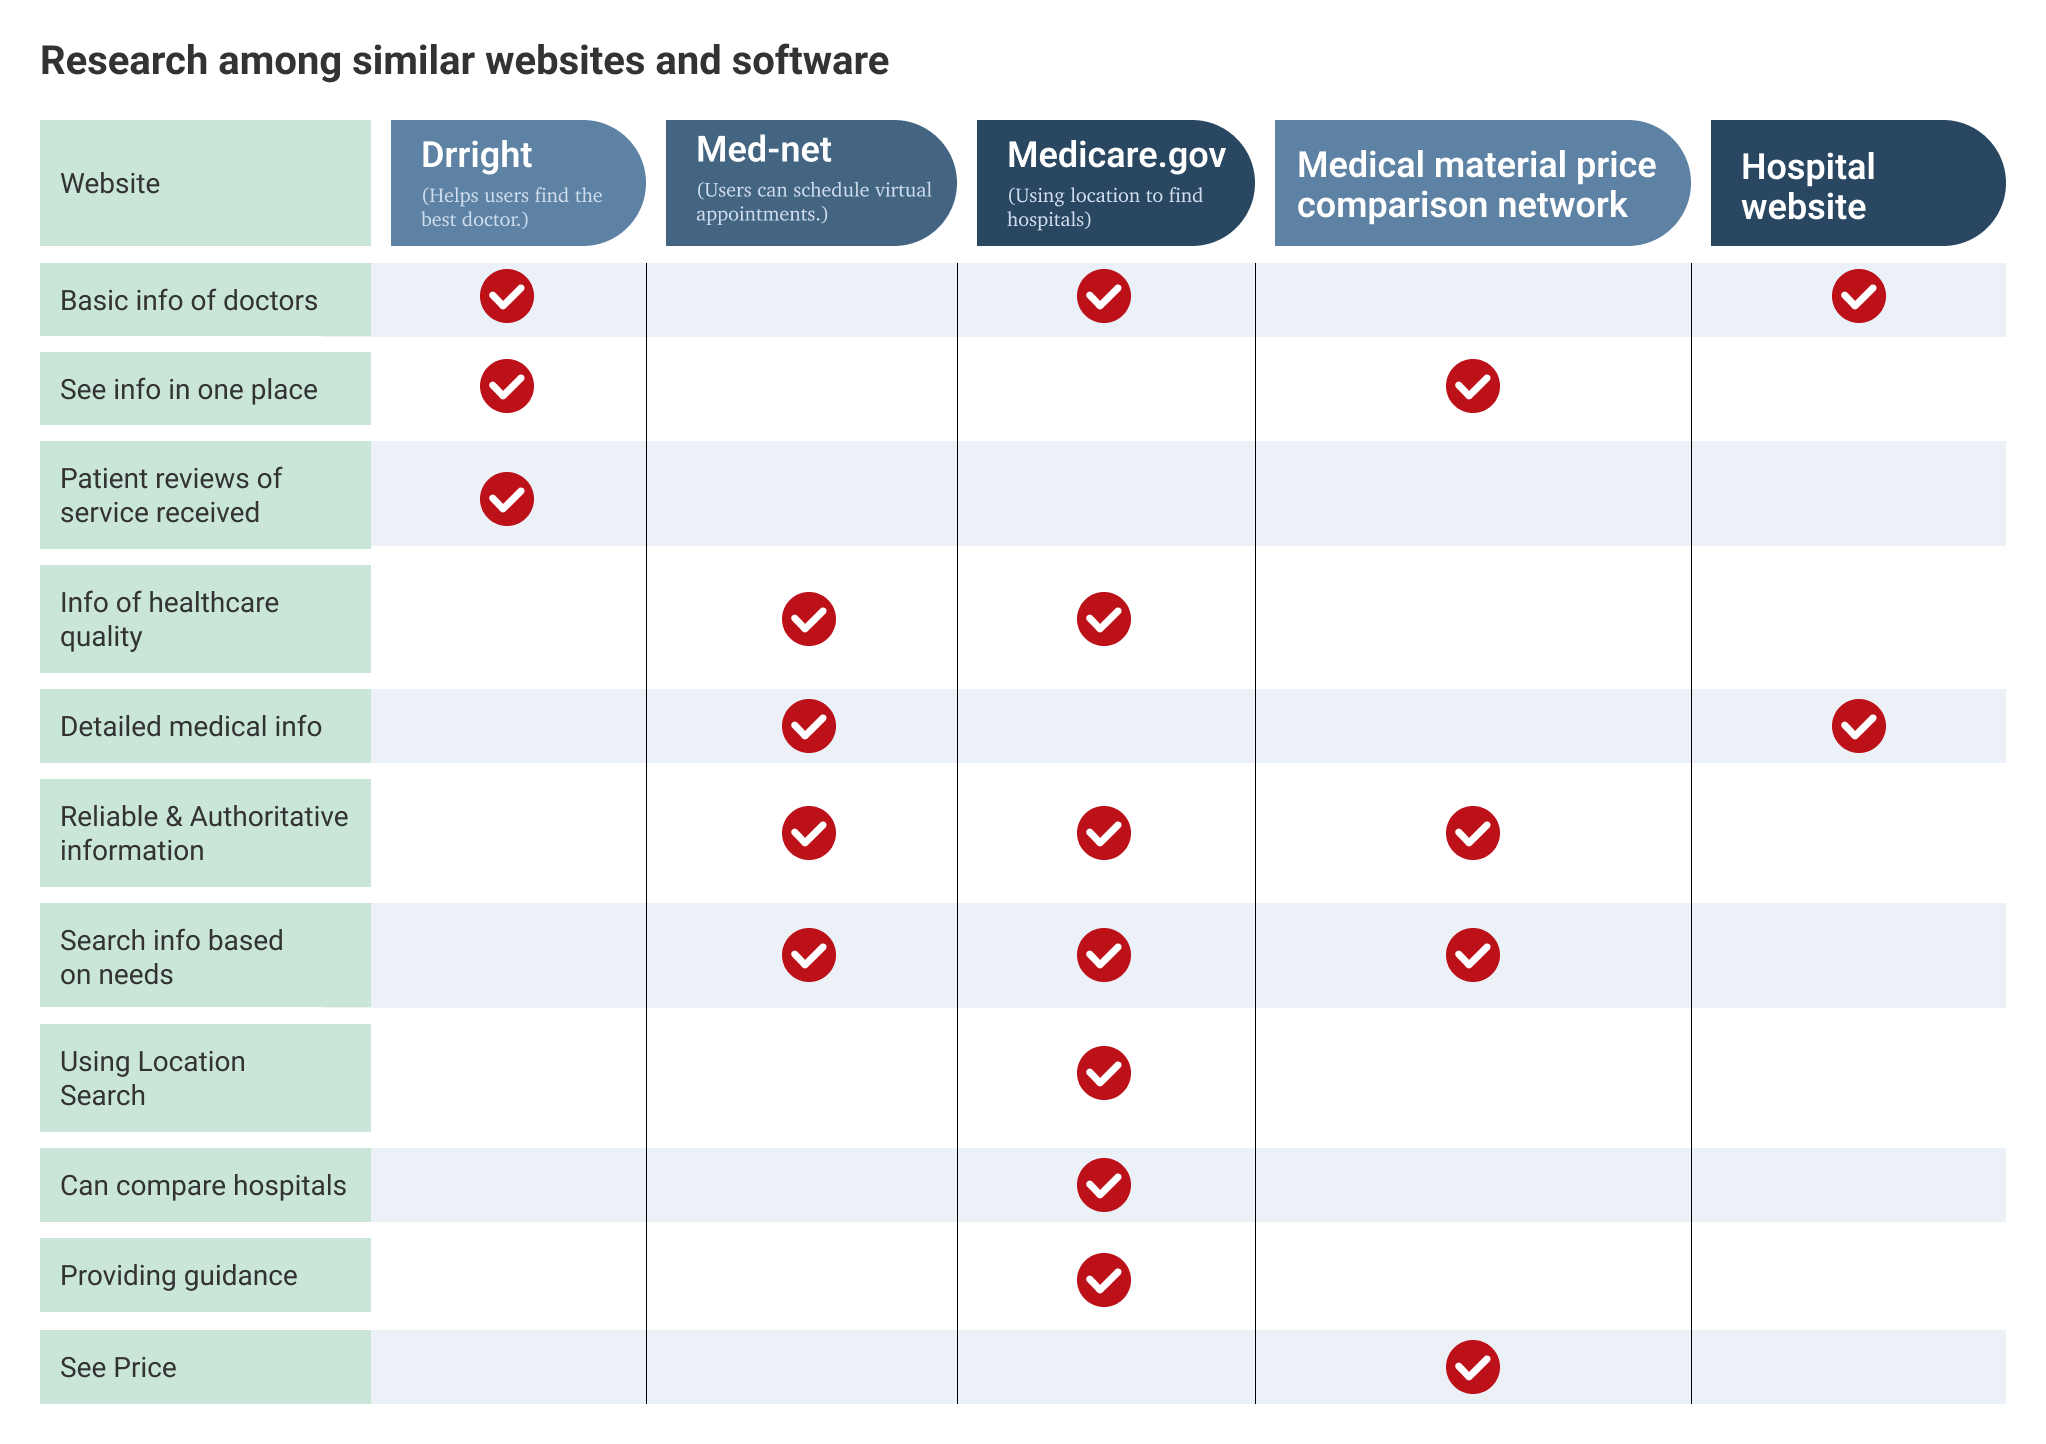 Research among similar websites and software
Website
Drright
(Helps users find the
best doctor.)
Med-net
(Users can schedule virtual
appointments.)
Medicare.gov
(Using location to find
hospitals)
Medical material price
comparison network
Hospital
website
Basic info of doctors
See info in one place
Patient reviews of
service received
Info of healthcare
quality
Detailed medical info
Reliable & Authoritative
information
Search info based
on needs
Using Location
Search
Can compare hospitals
Providing guidance
See Price